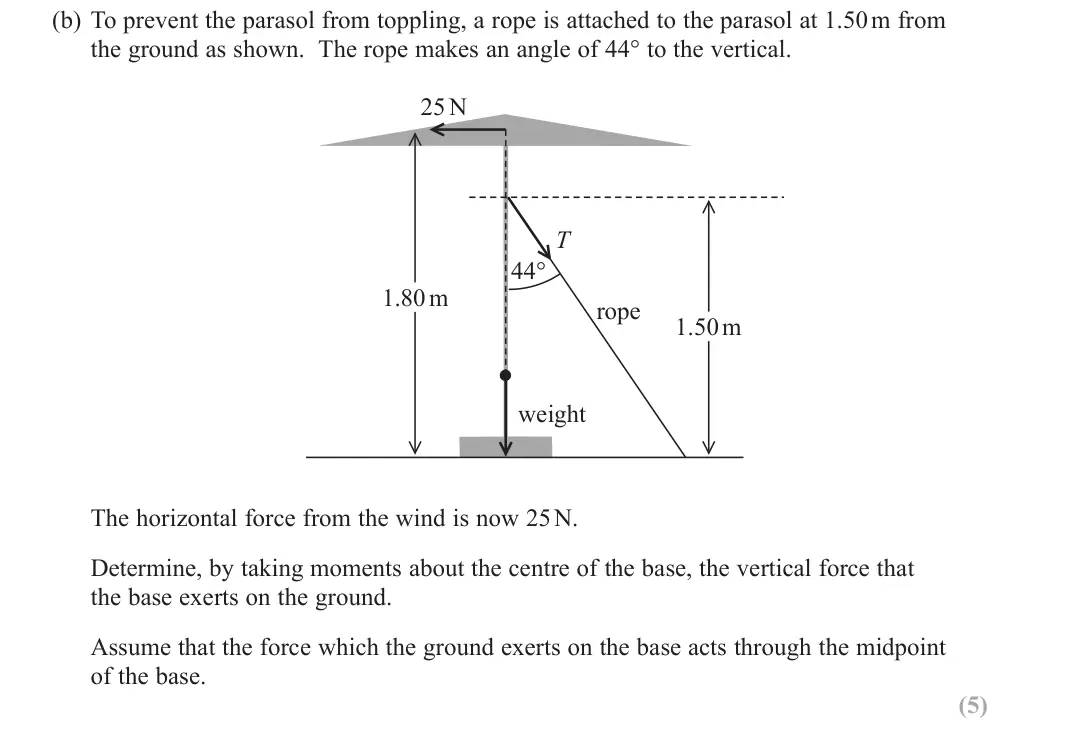 (b) To prevent the parasol from toppling, a rope is attached to the parasol at 1.50 m from
the ground as shown. The rope makes an angle of 44° to the vertical.
25 N
T
44°
1.80 m
rope
1.50 m
weight
The horizontal force from the wind is now 25 N.
Determine, by taking moments about the centre of the base, the vertical force that
the base exerts on the ground.
Assume that the force which the ground exerts on the base acts through the midpoint
of the base.
(5)